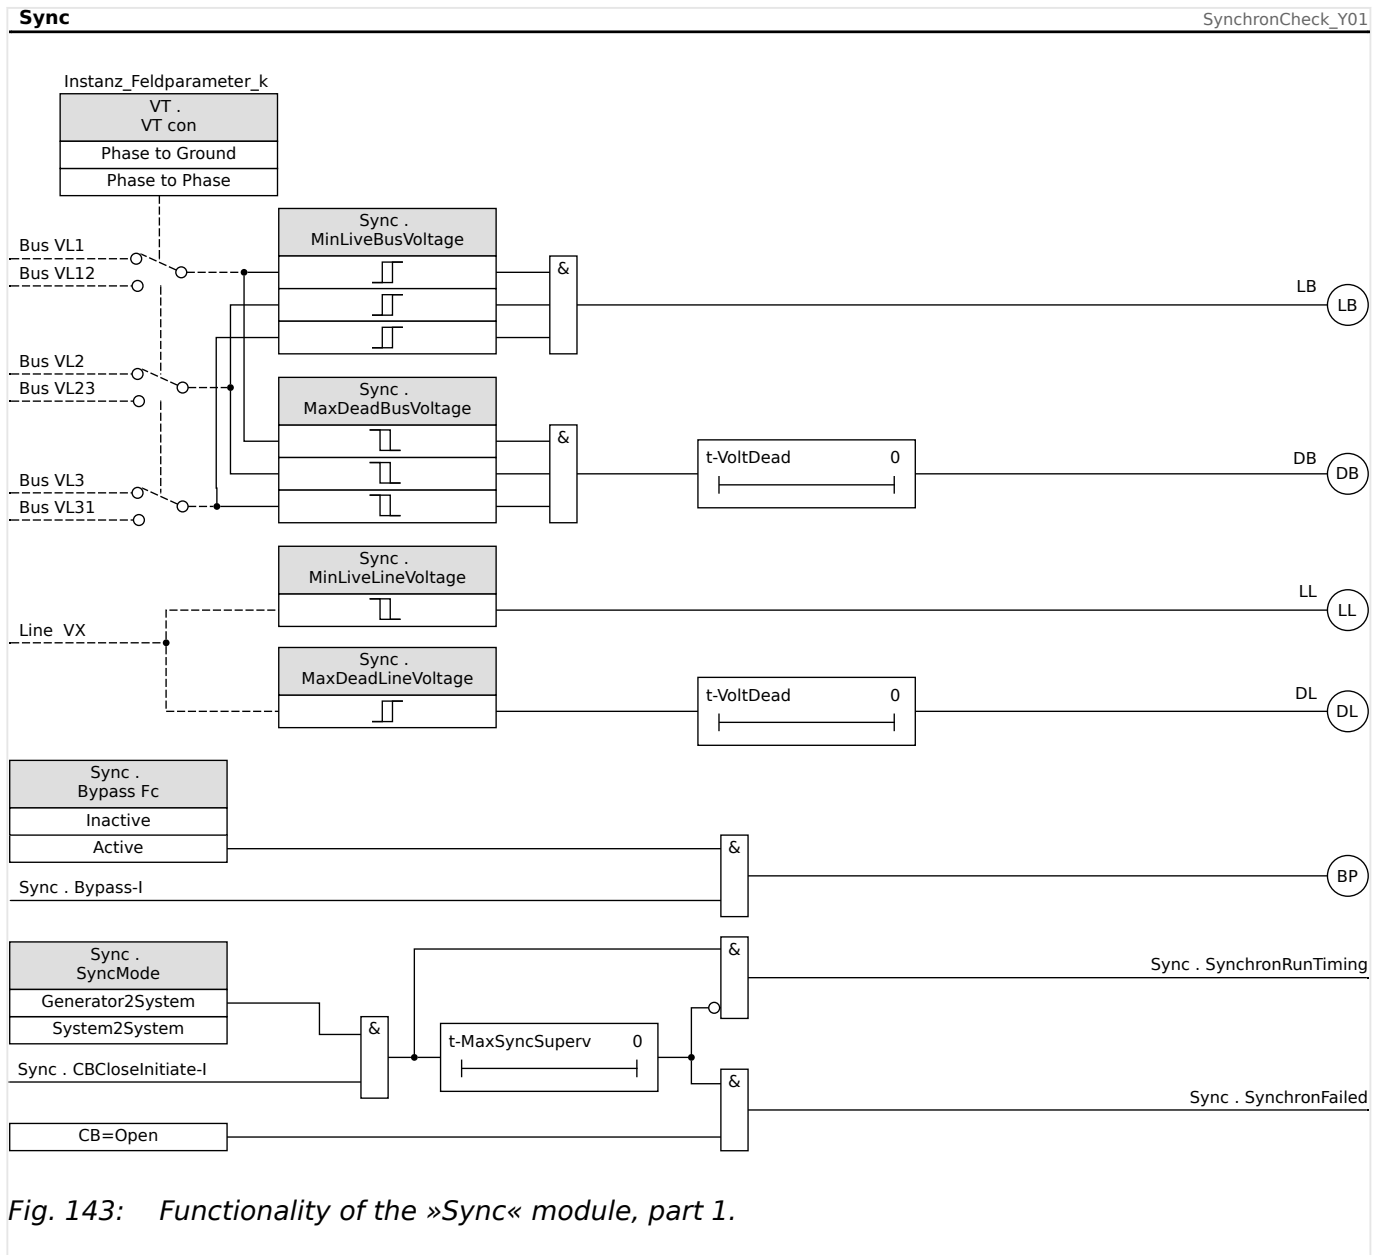 Sync
SynchronCheck_Y01
Instanz_Feldparameter_k
VT .
VT con
Phase to Ground
Phase to Phase
Sync .
MinLiveBusVoltage
Bus VL1
Bus VL12
&
LB
LB
Bus VL2
Bus VL23
Sync .
MaxDeadBusVoltage
&
t-VoltDead 0
DB
DB
Bus VL3
Bus VL31
Sync .
MinLiveLineVoltage
LL
LL
Line VX
Sync .
MaxDeadLineVoltage
t-VoltDead 0
DL
DL
Sync .
Bypass Fc
Inactive
Active
&
BP
Sync . Bypass-I
Sync .
SyncMode
Generator2System
System2System
&
Sync . SynchronRunTiming
&
t-MaxSyncSuperv 0
Sync . CBCloseInitiate-I
&
Sync . SynchronFailed
CB=Open
Fig. 143: Functionality of the »Sync« module, part 1.